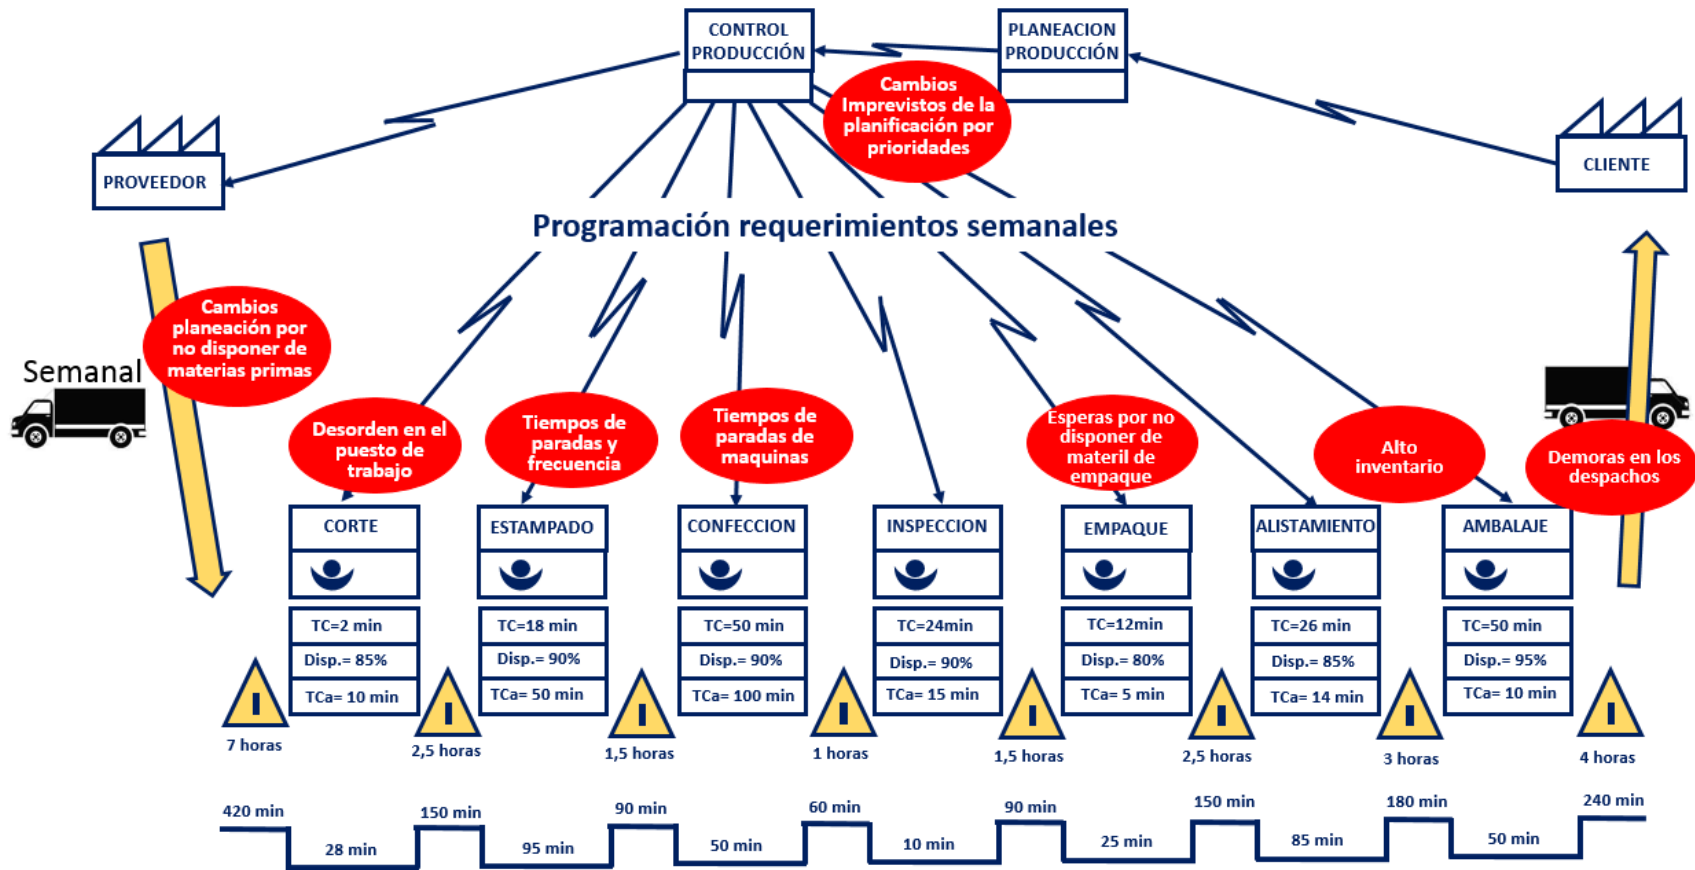 CONTROL
PRODUCCIÓN
PLANEACION
PRODUCCIÓN
Cambios
Imprevistos de la
planificación por
prioridades
PROVEEDOR
CLIENTE
Programación requerimientos semanales
Cambios
planeación por
no disponer de
materias primas
Semanal
Desorden en el
puesto de
trabajo
Tiempos de
paradas y
frecuencia
Tiempos de
paradas de
maquinas
Esperas por no
disponer de
materil de
empaque
Alto
inventario
Demoras en los
despachos
CORTE
ESTAMPADO
CONFECCION
INSPECCION
EMPAQUE
ALISTAMIENTO
AMBALAJE
TC=2 min
TC=18 min
TC=50 min
TC=24min
TC=12min
TC=26 min
TC=50 min
Disp.= 85%
Disp.= 90%
Disp.= 90%
Disp.= 90%
Disp.= 80%
Disp.= 85%
Disp.= 95%
TCa= 10 min
TCa= 50 min
TCa= 100 min
TCa= 15 min
TCa= 5 min
TCa= 14 min
TCa= 10 min
I
I
I
I
I
I
I
I
7 horas
2,5 horas
1,5 horas
1 horas
1,5 horas
2,5 horas
3 horas
4 horas
420 min
150 min
90 min
60 min
90 min
150 min
180 min
240 min
28 min
95 min
50 min
10 min
25 min
85 min
50 min